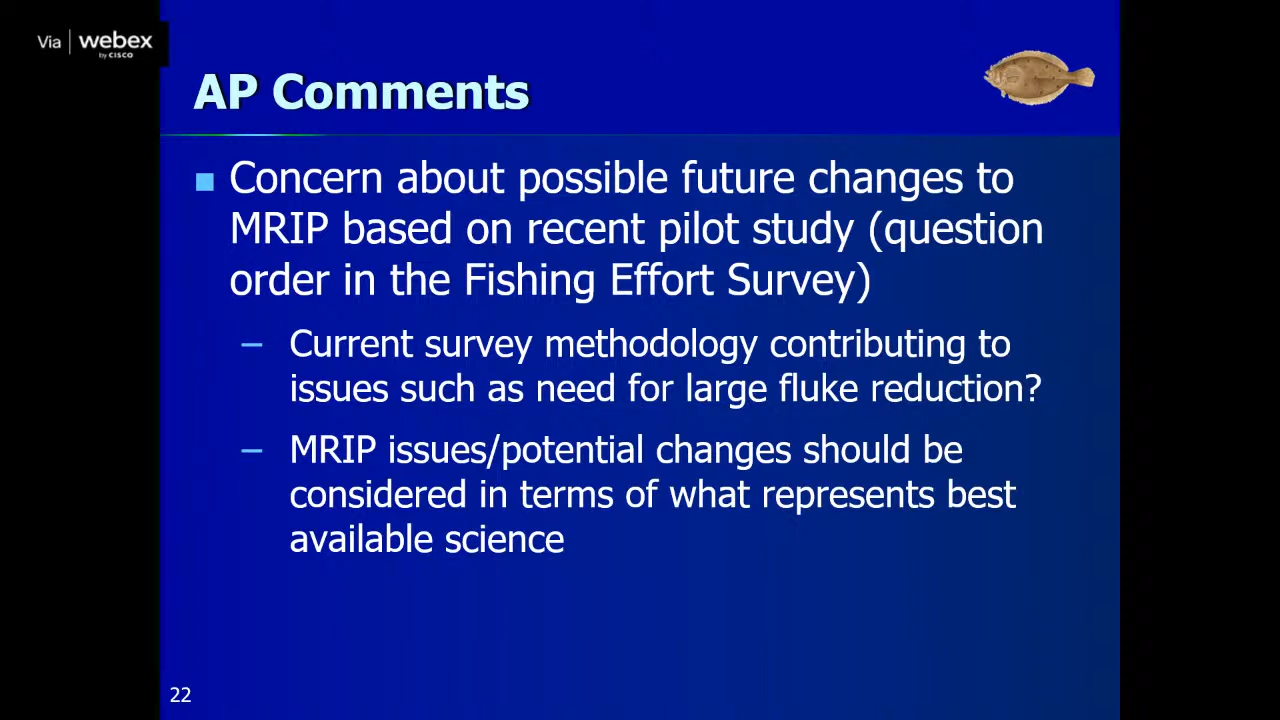 Via | webex
by CISCO
AP Comments
Concern about possible future changes to
MRIP based on recent pilot study (question
order in the Fishing Effort Survey)
– Current survey methodology contributing to
issues such as need for large fluke reduction?
– MRIP issues/potential changes should be
considered in terms of what represents best
available science
22